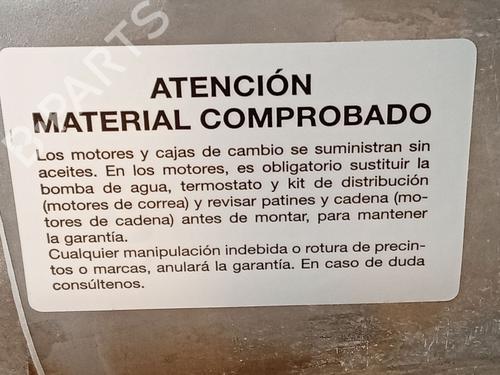 B-PARTS
ATENCIÓN
MATERIAL COMPROBADO
Los motores y cajas de cambio se suministran sin
aceites. En los motores, es obligatorio sustituir la
bomba de agua, termostato y kit de distribución
(motores de correa) y revisar patines y cadena (mo-
tores de cadena) antes de montar, para mantener
la garantía.
Cualquier manipulación indebida o rotura de precin-
tos o marcas, anulará la garantía. En caso de duda
consúltenos.